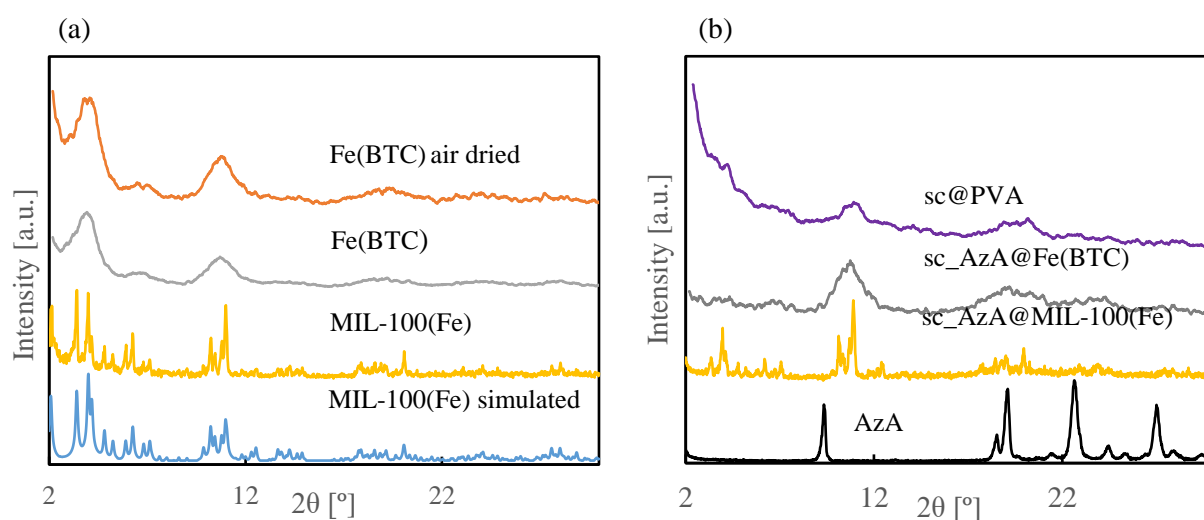 (a)
Fe(BTC) air dried
Fe(BTC)
MIL-100(Fe)
MIL-100(Fe) simulated
Intensity [a.u.]
2 12 22
2θ [º]
(b)
sc@PVA
sc_AzA@Fe(BTC)
sc_AzA@MIL-100(Fe)
AzA
Intensity [a.u.]
2 12 22
2θ [º]